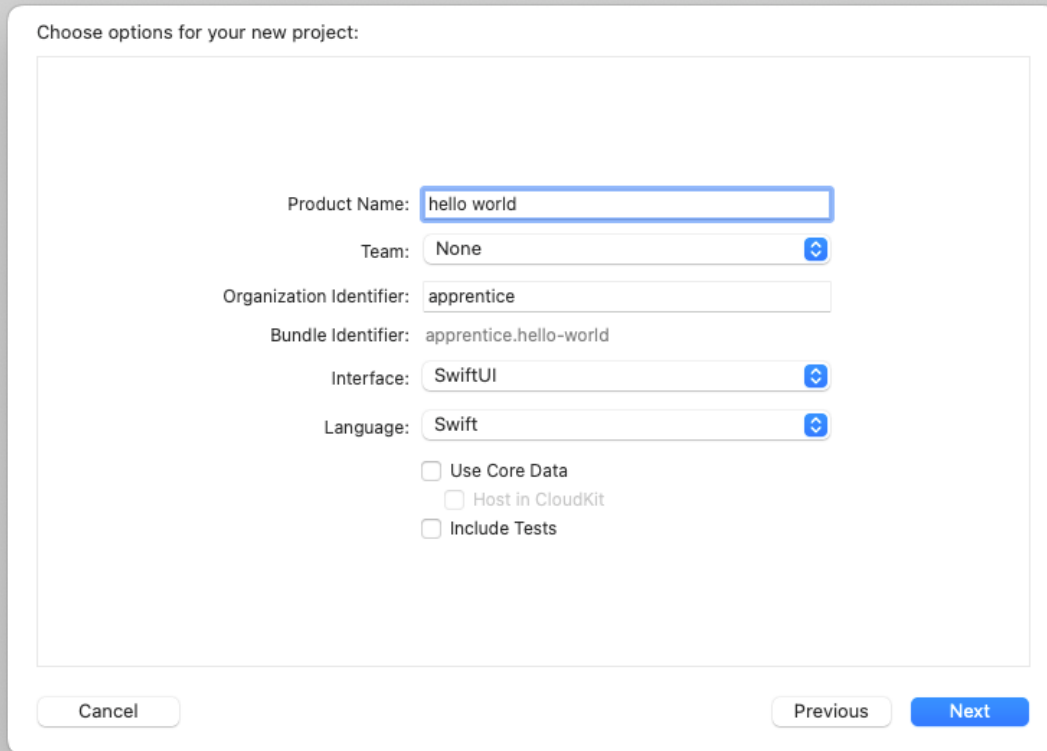 Choose options for your new project:
Product Name: hello world
Team: None
Organization Identifier: apprentice
Bundle Identifier: apprentice.hello-world
Interface: SwiftUI
Language: Swift
Use Core Data
Host in CloudKit
Include Tests
Cancel Previous Next